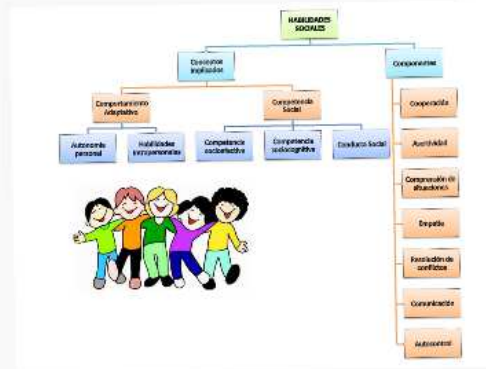 HABILIDADES
SOCIALES
Conceptos
implicados
Componentes
Comportamiento
Adaptativo
Competencia
Social
Autonomía
personal
Habilidades
intrapersonales
Competencia
socioafectiva
Competencia
sociocognitiva
Conducta Social
Cooperación
Asertividad
Comprensión de
situaciones
Empatía
Resolución de
conflictos
Comunicación
Autocontrol